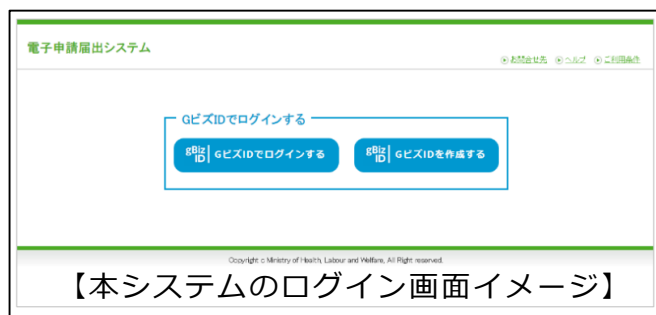 電子申請届出システム
お問合せ先 ヘルプ ご利用条件
GビズIDでログインする
gBiz ID GビズIDでログインする gBiz ID GビズIDを作成する
Copyright c Ministry of Health, Labour and Welfare, All Right reserved.
【本システムのログイン画面イメージ】